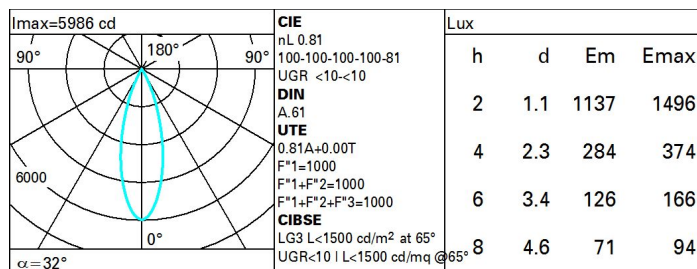 Imax=5986 cd
90°
180°
90°
6000
0°
α=32°
CIE
nL 0.81
100-100-100-100-81
UGR <10-<10
DIN
A.61
UTE
0.81A+0.00T
F"1=1000
F"1+F"2=1000
F"1+F"2+F"3=1000
CIBSE
LG3 L<1500 cd/m² at 65°
UGR<10 | L<1500 cd/mq @65°
Lux
h d Em Emax
2 1.1 1137 1496
4 2.3 284 374
6 3.4 126 166
8 4.6 71 94